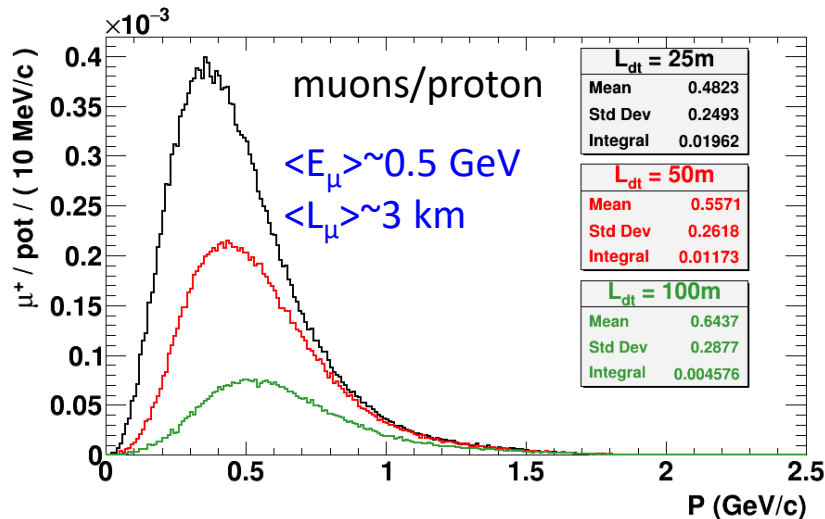 ×10⁻³
0.4
0.35
0.3
0.25
0.2
0.15
0.1
0.05
0
μ⁺ / pot / ( 10 MeV/c )
muons/proton
<E_μ>~0.5 GeV
<L_μ>~3 km
L_dt = 25m
Mean 0.4823
Std Dev 0.2493
Integral 0.01962
L_dt = 50m
Mean 0.5571
Std Dev 0.2618
Integral 0.01173
L_dt = 100m
Mean 0.6437
Std Dev 0.2877
Integral 0.004576
0 0.5 1 1.5 2 2.5
P (GeV/c)